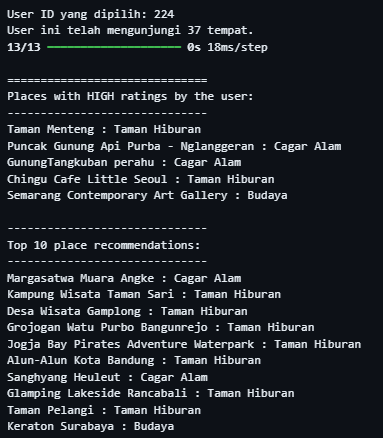 User ID yang dipilih: 224
User ini telah mengunjungi 37 tempat.
13/13 ━━━━━━━━━━━━━━━━━━━━ 0s 18ms/step
==============================
Places with HIGH ratings by the user:
------------------------------
Taman Menteng : Taman Hiburan
Puncak Gunung Api Purba - Nglanggeran : Cagar Alam
GunungTangkuban perahu : Cagar Alam
Chingu Cafe Little Seoul : Taman Hiburan
Semarang Contemporary Art Gallery : Budaya
------------------------------
Top 10 place recommendations:
------------------------------
Margasatwa Muara Angke : Cagar Alam
Kampung Wisata Taman Sari : Taman Hiburan
Desa Wisata Gamplong : Taman Hiburan
Grojogan Watu Purbo Bangunrejo : Taman Hiburan
Jogja Bay Pirates Adventure Waterpark : Taman Hiburan
Alun-Alun Kota Bandung : Taman Hiburan
Sanghyang Heuleut : Cagar Alam
Glamping Lakeside Rancabali : Taman Hiburan
Taman Pelangi : Taman Hiburan
Keraton Surabaya : Budaya